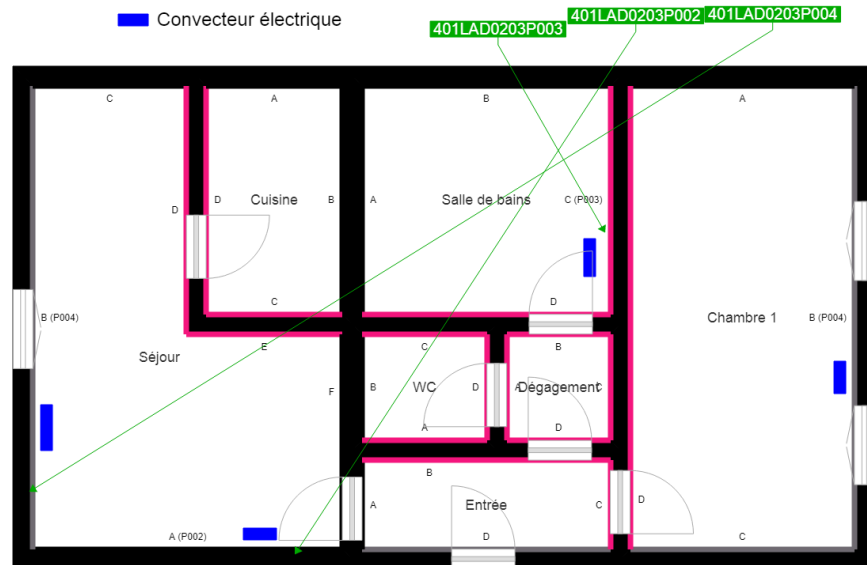 Convecteur électrique
401LAD0203P003
401LAD0203P002
401LAD0203P004
C
A
B
A
D
D
Cuisine
B
A
Salle de bains
C (P003)
C
D
B (P004)
Séjour
E
F
C
B
WC
D
A
B
A
Dégagement
C
D
Chambre 1
B (P004)
B
A
Entrée
C
D
D
A (P002)
C